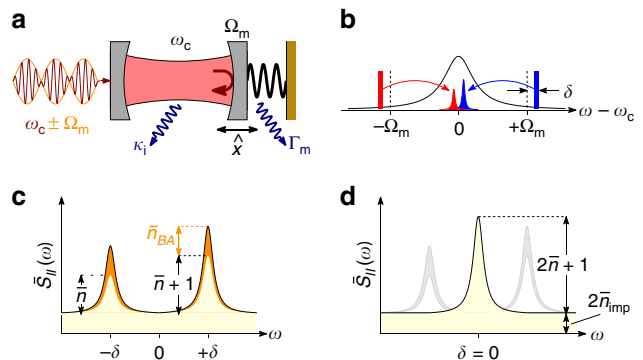 a
ω_c
Ω_m
ω_c ± Ω_m
κ_i
x̂
Γ_m
b
δ
−Ω_m
0
+Ω_m
ω − ω_c
c
S̄_II(ω)
n̄_BA
n̄
n̄ + 1
ω
−δ
0
+δ
d
S̄_II(ω)
2n̄ + 1
2n̄_imp
ω
δ = 0